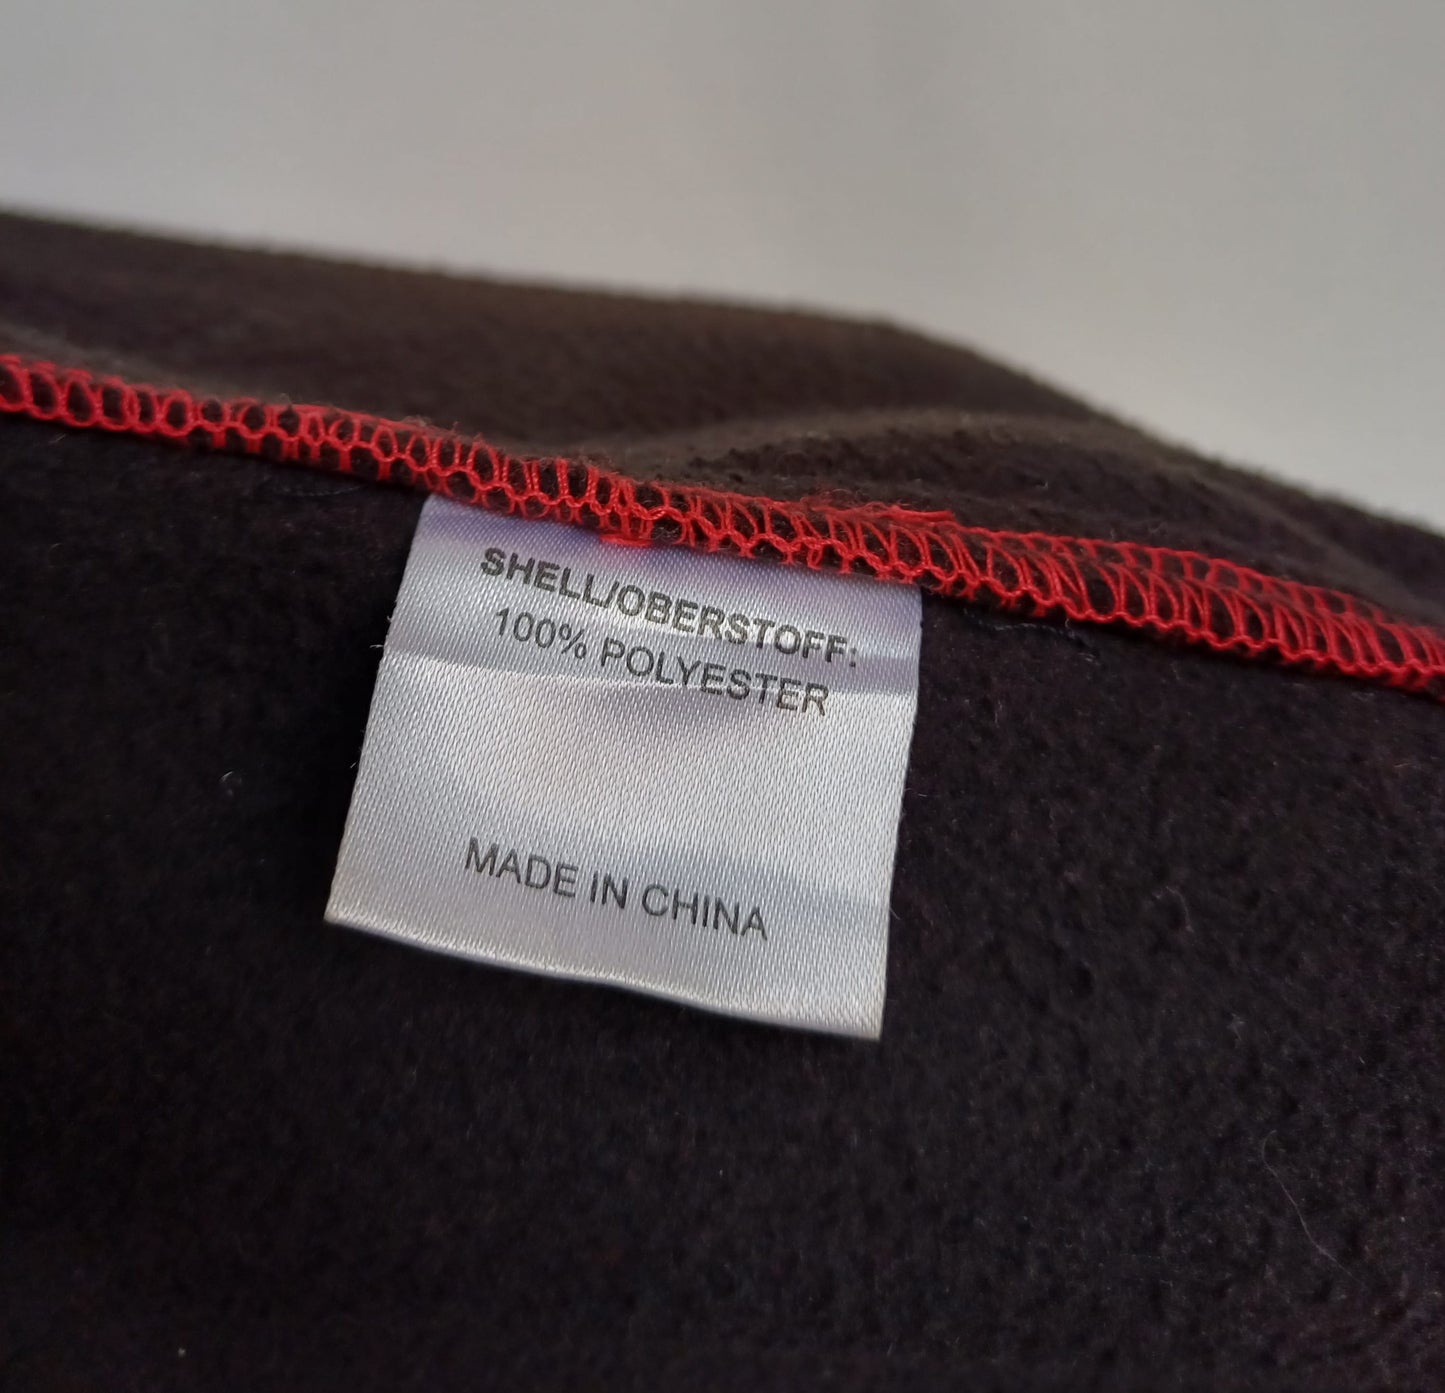 SHELL/OBERSTOFF:
100% POLYESTER
MADE IN CHINA